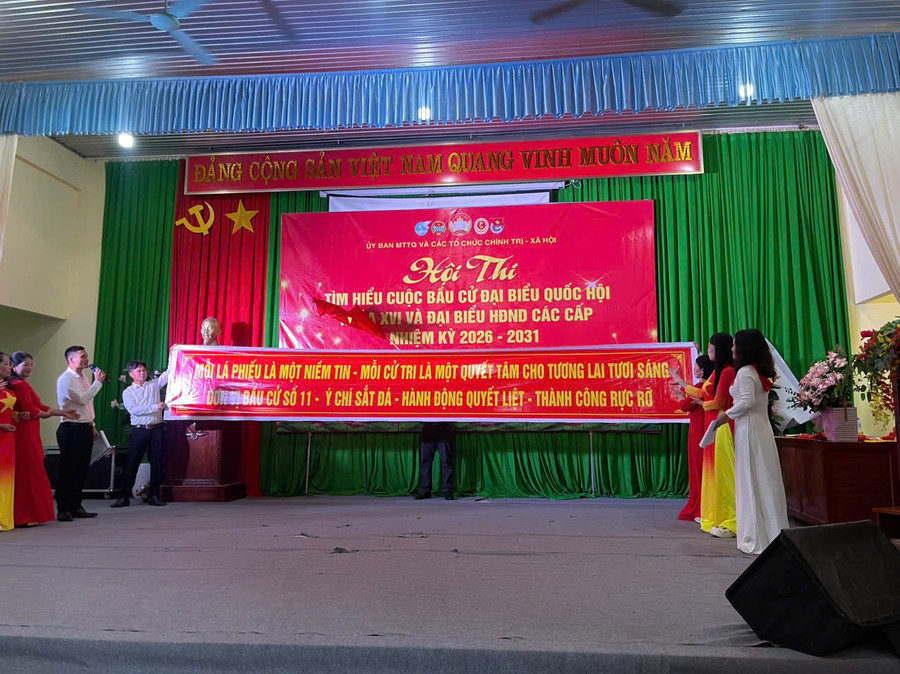 ĐẢNG CỘNG SẢN VIỆT NAM QUANG VINH MUÔN NĂM
ỦY BAN MTTQ VÀ CÁC TỔ CHỨC CHÍNH TRỊ - XÃ HỘI
Hội Thi
TÌM HIỂU CUỘC BẦU CỬ ĐẠI BIỂU QUỐC HỘI
A XVI VÀ ĐẠI BIỂU HĐND CÁC CẤP
NHIỆM KỲ 2026 - 2031
MỖI LÁ PHIẾU LÀ MỘT NIỀM TIN - MỖI CỬ TRI LÀ MỘT QUYẾT TÂM CHO TƯƠNG LAI TƯƠI SÁNG
ĐƠN VỊ BẦU CỬ SỐ 11 - Ý CHÍ SẮT ĐÁ - HÀNH ĐỘNG QUYẾT LIỆT - THÀNH CÔNG RỰC RỠ